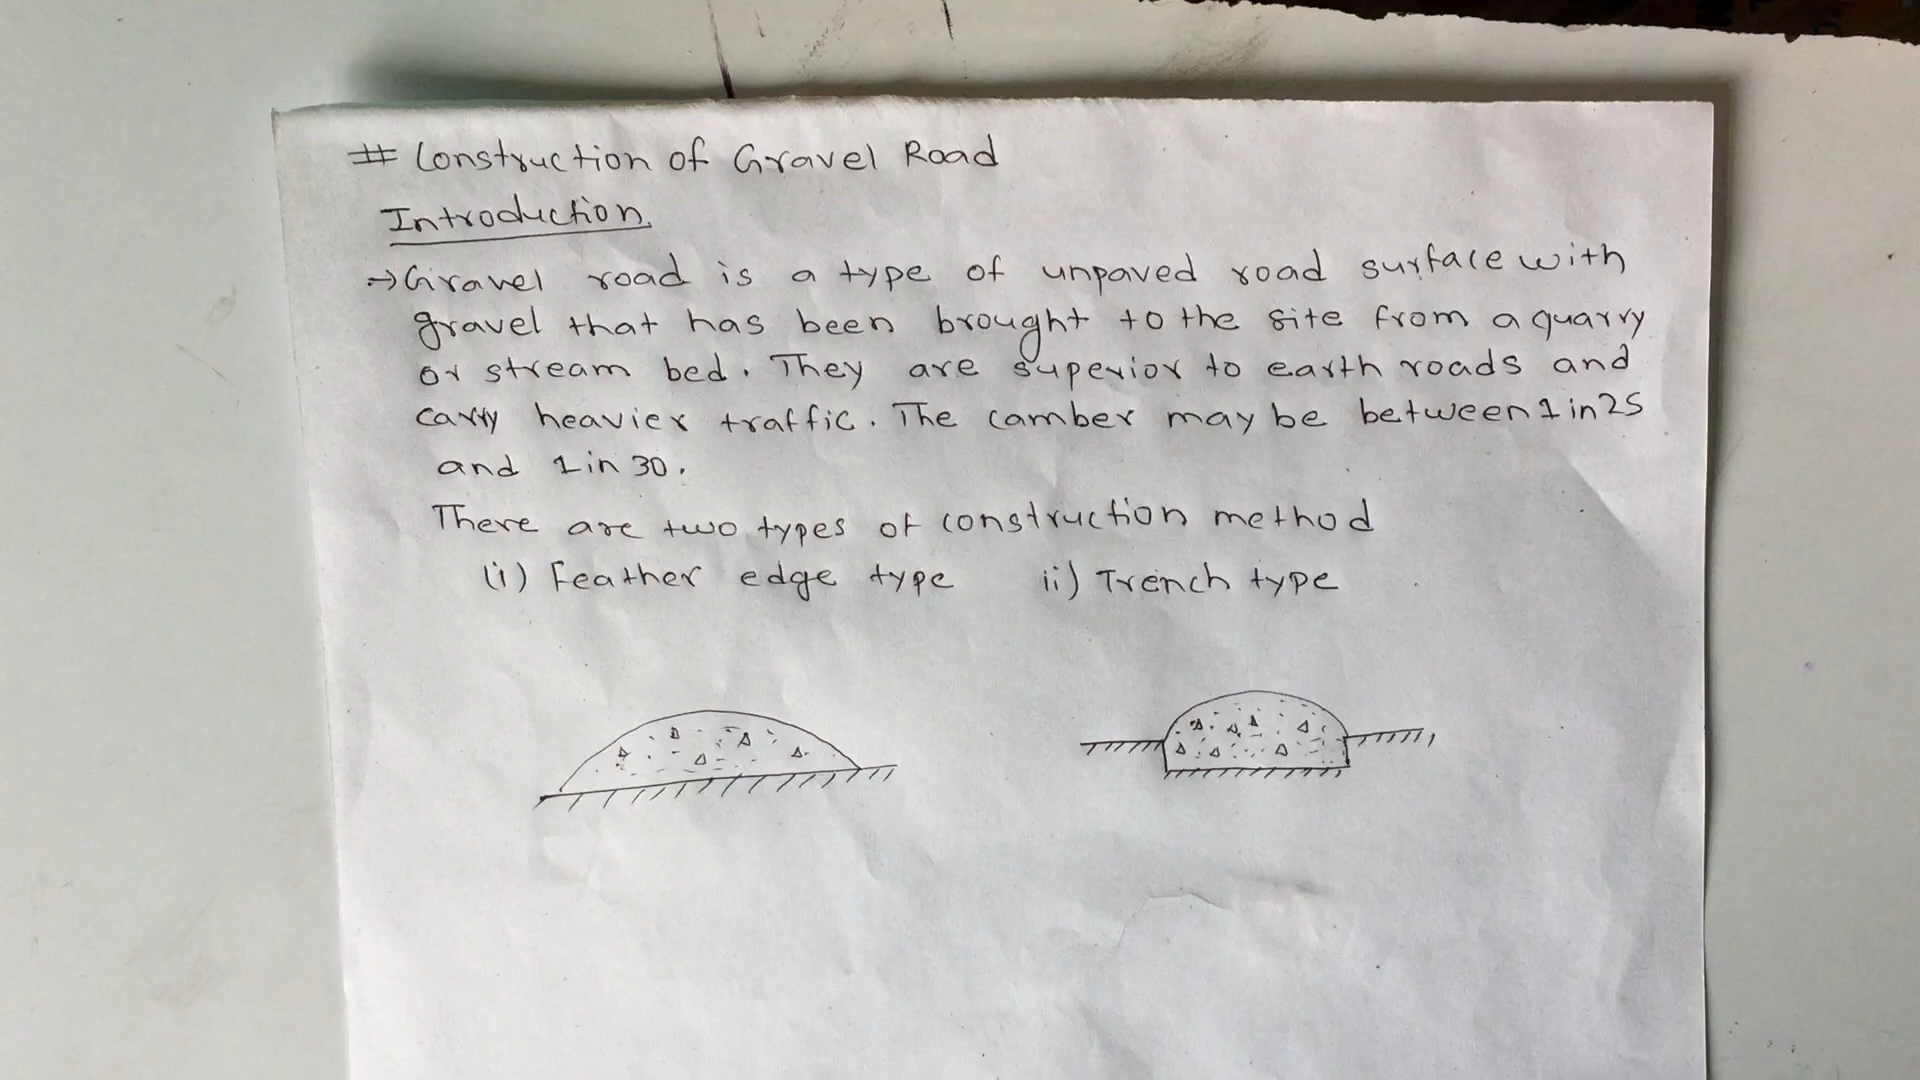 # Construction of Gravel Road
Introduction.
→ Gravel road is a type of unpaved road surface with
gravel that has been brought to the site from a quarry
or stream bed. They are superior to earth roads and
carry heavier traffic. The camber may be between 1 in 25
and 1 in 30.
There are two types of construction method
(i) Feather edge type ii) Trench type